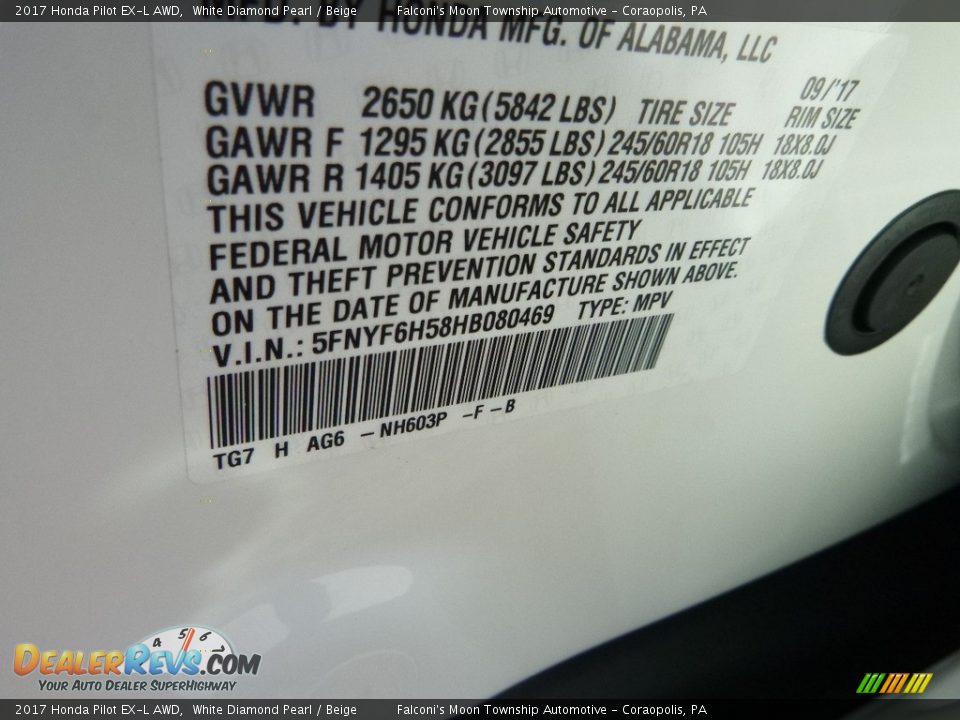 2017 Honda Pilot EX-L AWD, White Diamond Pearl / Beige Falconi's Moon Township Automotive - Coraopolis, PA
MFD. BY HONDA MFG. OF ALABAMA, LLC
09/'17
GVWR 2650 KG (5842 LBS) TIRE SIZE RIM SIZE
GAWR F 1295 KG (2855 LBS) 245/60R18 105H 18X8.0J
GAWR R 1405 KG (3097 LBS) 245/60R18 105H 18X8.0J
THIS VEHICLE CONFORMS TO ALL APPLICABLE
FEDERAL MOTOR VEHICLE SAFETY
AND THEFT PREVENTION STANDARDS IN EFFECT
ON THE DATE OF MANUFACTURE SHOWN ABOVE.
V.I.N.: 5FNYF6H58HB080469 TYPE: MPV
TG7 H AG6 -NH603P -F -B
4 5 6
DealerRevs.com
Your Auto Dealer SuperHighway
2017 Honda Pilot EX-L AWD, White Diamond Pearl / Beige Falconi's Moon Township Automotive - Coraopolis, PA